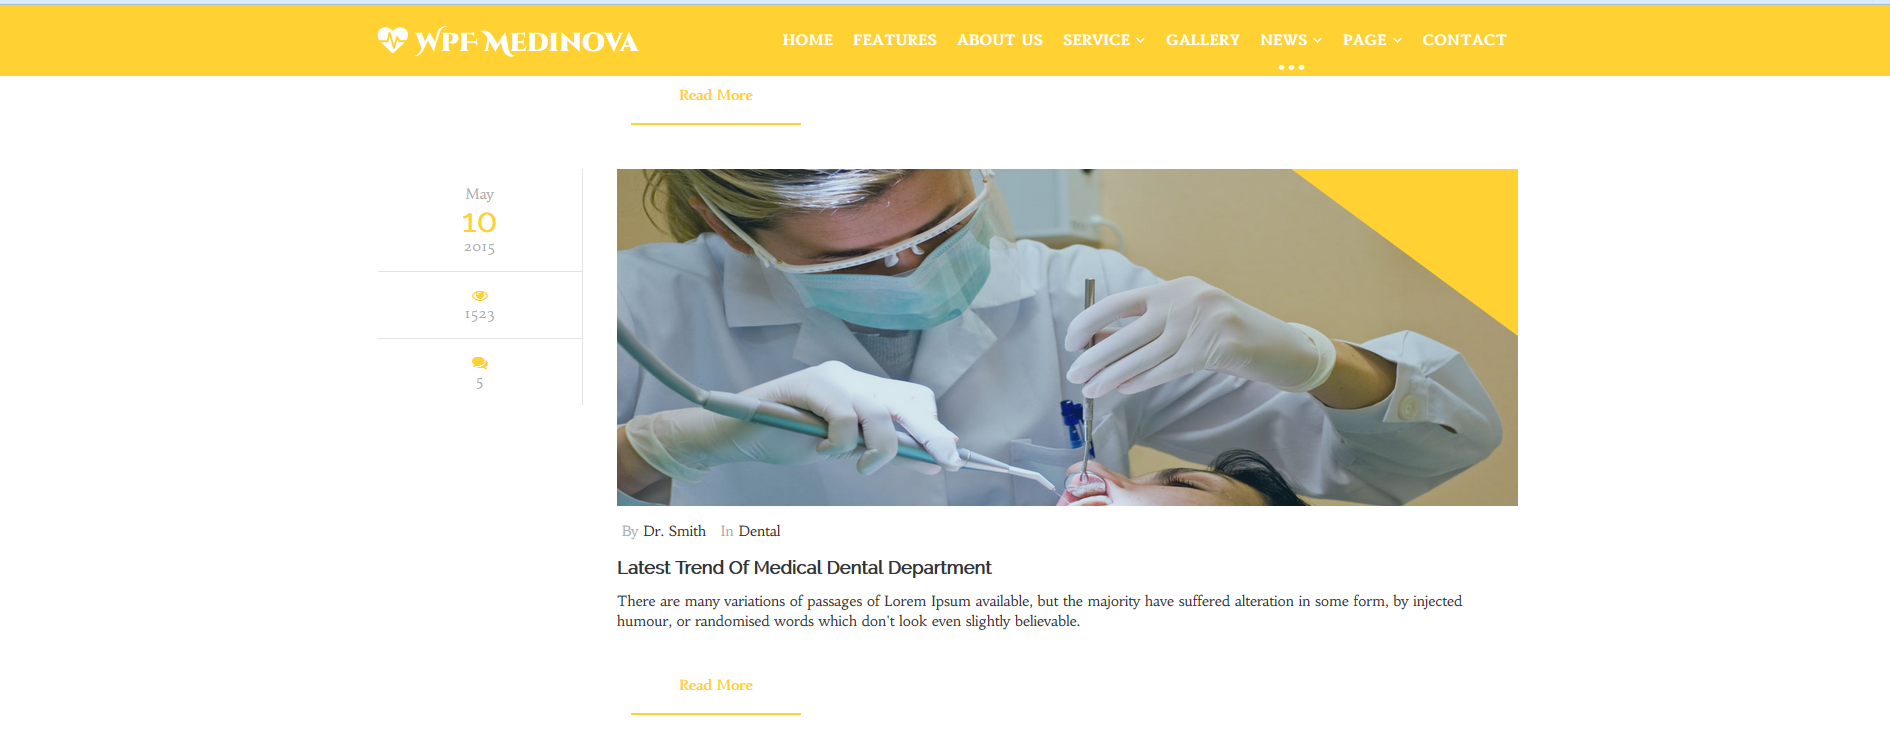 WPF MEDINOVA
HOME FEATURES ABOUT US SERVICE GALLERY NEWS PAGE CONTACT
Read More
May
10
2015
1523
5
By Dr. Smith In Dental
Latest Trend Of Medical Dental Department
There are many variations of passages of Lorem Ipsum available, but the majority have suffered alteration in some form, by injected
humour, or randomised words which don't look even slightly believable.
Read More